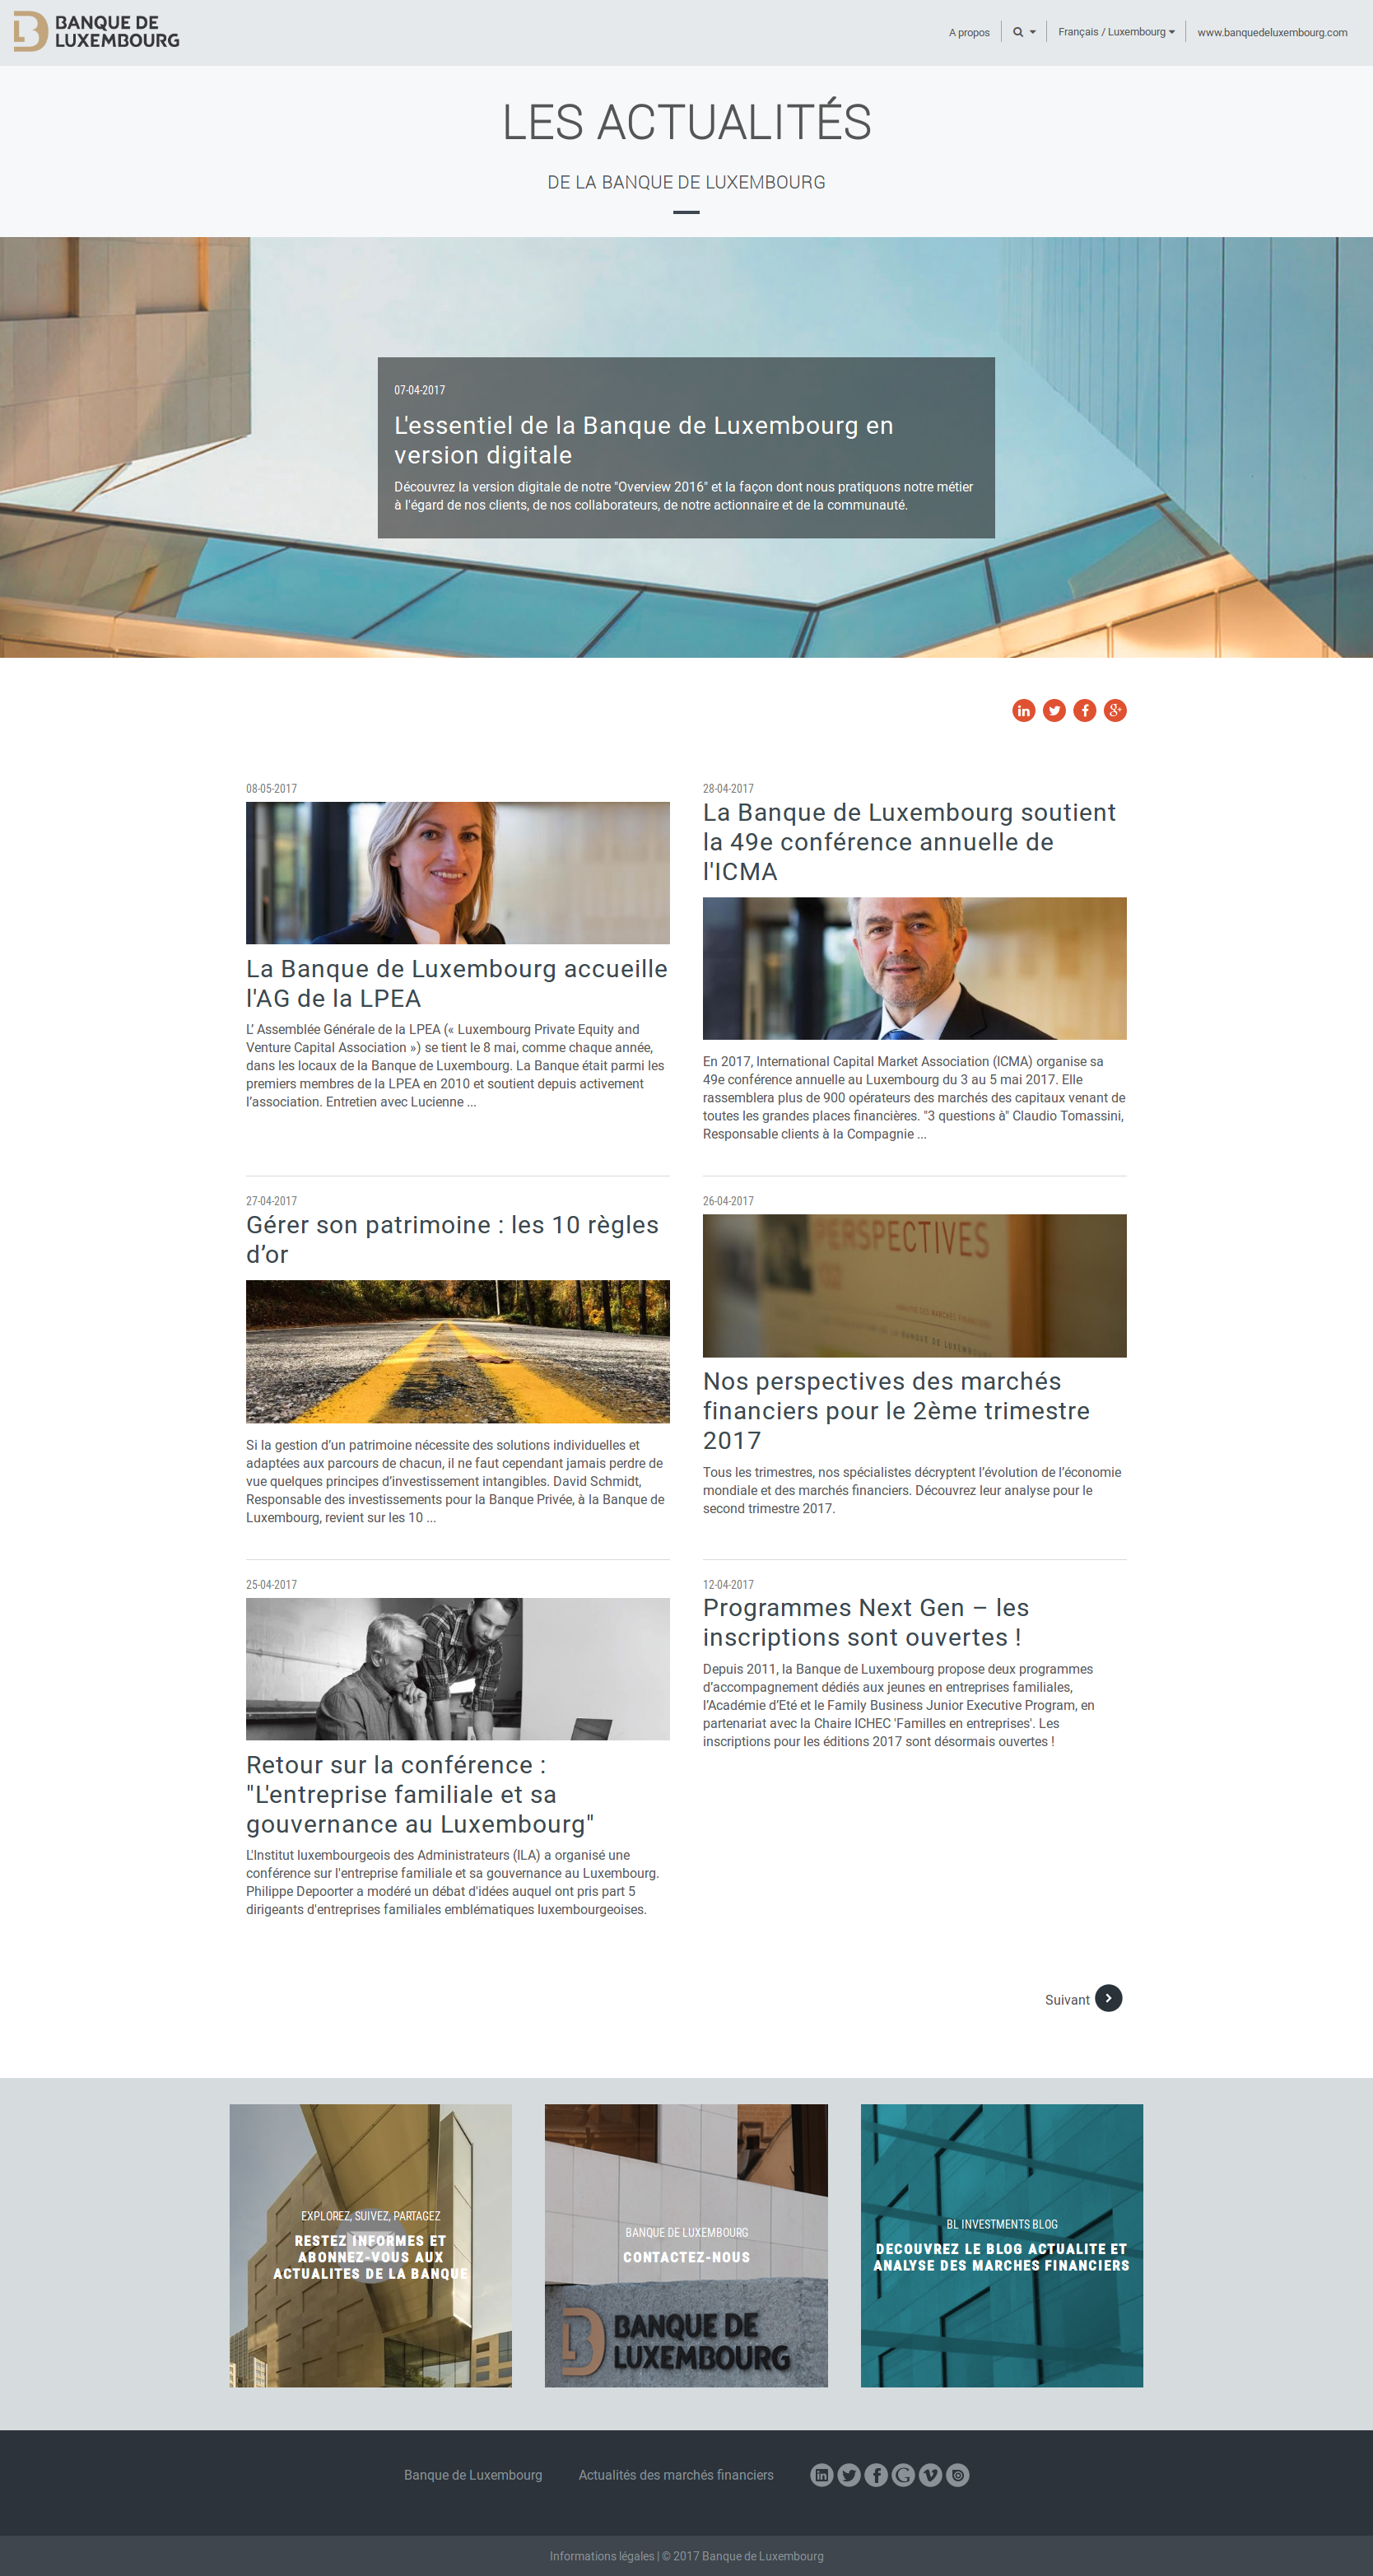 BANQUE DE
LUXEMBOURG
A propos
Français / Luxembourg
www.banquedeluxembourg.com
LES ACTUALITÉS
DE LA BANQUE DE LUXEMBOURG
07-04-2017
L'essentiel de la Banque de Luxembourg en
version digitale
Découvrez la version digitale de notre "Overview 2016" et la façon dont nous pratiquons notre métier
à l'égard de nos clients, de nos collaborateurs, de notre actionnaire et de la communauté.
08-05-2017
La Banque de Luxembourg accueille
l'AG de la LPEA
L’ Assemblée Générale de la LPEA (« Luxembourg Private Equity and
Venture Capital Association ») se tient le 8 mai, comme chaque année,
dans les locaux de la Banque de Luxembourg. La Banque était parmi les
premiers membres de la LPEA en 2010 et soutient depuis activement
l’association. Entretien avec Lucienne ...
28-04-2017
La Banque de Luxembourg soutient
la 49e conférence annuelle de
l'ICMA
En 2017, International Capital Market Association (ICMA) organise sa
49e conférence annuelle au Luxembourg du 3 au 5 mai 2017. Elle
rassemblera plus de 900 opérateurs des marchés des capitaux venant de
toutes les grandes places financières. "3 questions à" Claudio Tomassini,
Responsable clients à la Compagnie ...
27-04-2017
Gérer son patrimoine : les 10 règles
d’or
Si la gestion d’un patrimoine nécessite des solutions individuelles et
adaptées aux parcours de chacun, il ne faut cependant jamais perdre de
vue quelques principes d’investissement intangibles. David Schmidt,
Responsable des investissements pour la Banque Privée, à la Banque de
Luxembourg, revient sur les 10 ...
26-04-2017
PERSPECTIVES
Nos perspectives des marchés
financiers pour le 2ème trimestre
2017
Tous les trimestres, nos spécialistes décryptent l’évolution de l’économie
mondiale et des marchés financiers. Découvrez leur analyse pour le
second trimestre 2017.
25-04-2017
Retour sur la conférence :
"L'entreprise familiale et sa
gouvernance au Luxembourg"
L'Institut luxembourgeois des Administrateurs (ILA) a organisé une
conférence sur l'entreprise familiale et sa gouvernance au Luxembourg.
Philippe Depoorter a modéré un débat d'idées auquel ont pris part 5
dirigeants d'entreprises familiales emblématiques luxembourgeoises.
12-04-2017
Programmes Next Gen – les
inscriptions sont ouvertes !
Depuis 2011, la Banque de Luxembourg propose deux programmes
d’accompagnement dédiés aux jeunes en entreprises familiales,
l’Académie d’Eté et le Family Business Junior Executive Program, en
partenariat avec la Chaire ICHEC 'Familles en entreprises'. Les
inscriptions pour les éditions 2017 sont désormais ouvertes !
Suivant
EXPLOREZ, SUIVEZ, PARTAGEZ
RESTEZ INFORMES ET
ABONNEZ-VOUS AUX
ACTUALITES DE LA BANQUE
BANQUE DE LUXEMBOURG
CONTACTEZ-NOUS
BANQUE DE
LUXEMBOURG
BL INVESTMENTS BLOG
DECOUVREZ LE BLOG ACTUALITE ET
ANALYSE DES MARCHES FINANCIERS
Banque de Luxembourg
Actualités des marchés financiers
Informations légales | © 2017 Banque de Luxembourg